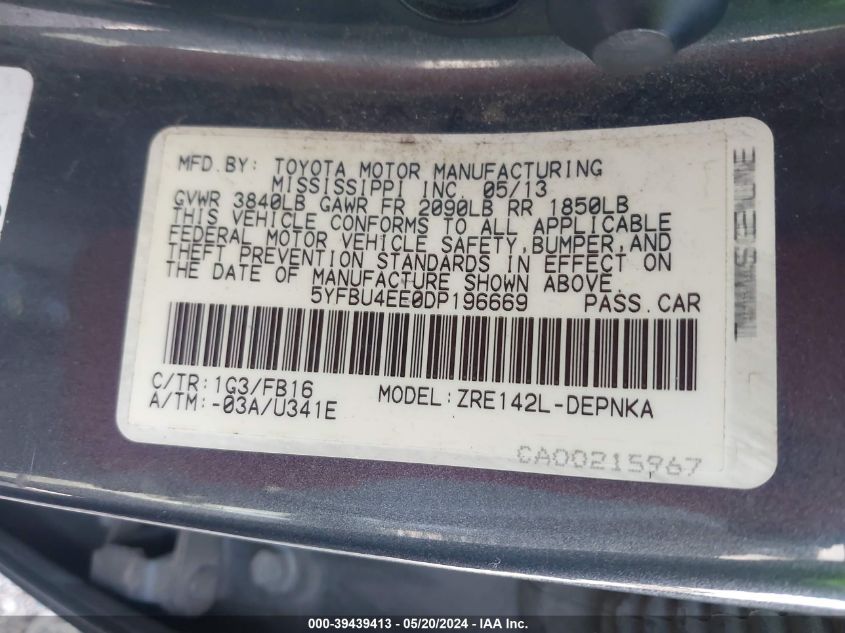 MFD.BY: TOYOTA MOTOR MANUFACTURING
MISSISSIPPI INC. 05/13
GVWR 3840LB GAWR FR 2090LB RR 1850LB
THIS VEHICLE CONFORMS TO ALL APPLICABLE
FEDERAL MOTOR VEHICLE SAFETY,BUMPER,AND
THEFT PREVENTION STANDARDS IN EFFECT ON
THE DATE OF MANUFACTURE SHOWN ABOVE.
5YFBU4EE0DP196669 PASS.CAR
C/TR:1G3/FB16
A/TM:-03A/U341E
MODEL:ZRE142L-DEPNKA
CA00215967
000-39439413 - 05/20/2024 - IAA Inc.